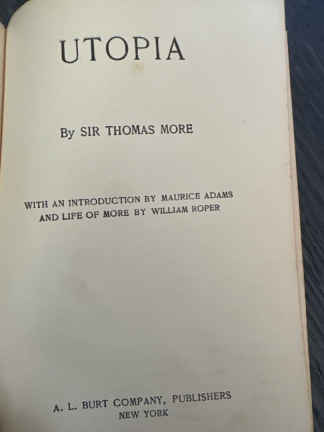 UTOPIA
By SIR THOMAS MORE
WITH AN INTRODUCTION BY MAURICE ADAMS
AND LIFE OF MORE BY WILLIAM ROPER
A. L. BURT COMPANY, PUBLISHERS
NEW YORK